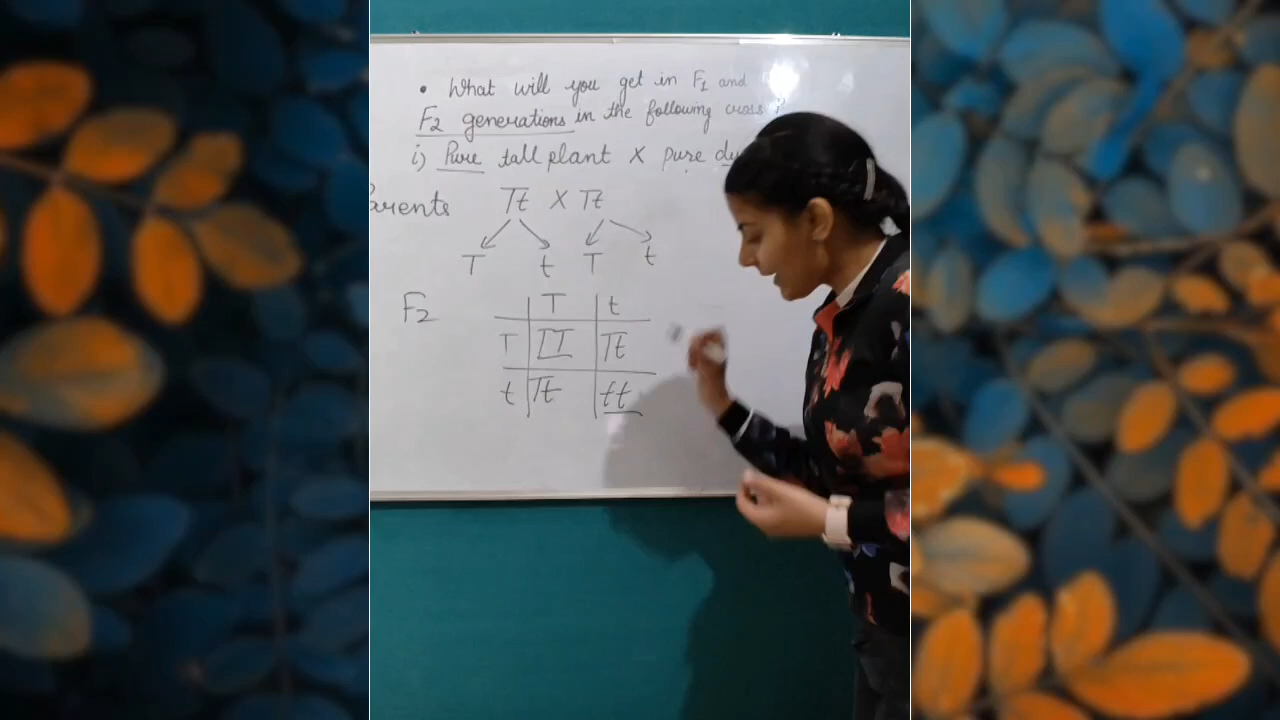 • What will you get in F1 and
F2 generations in the following cross?
i) Pure tall plant X pure
arents Tt X Tt
T t T t
F2
T t
T TT Tt
t Tt tt